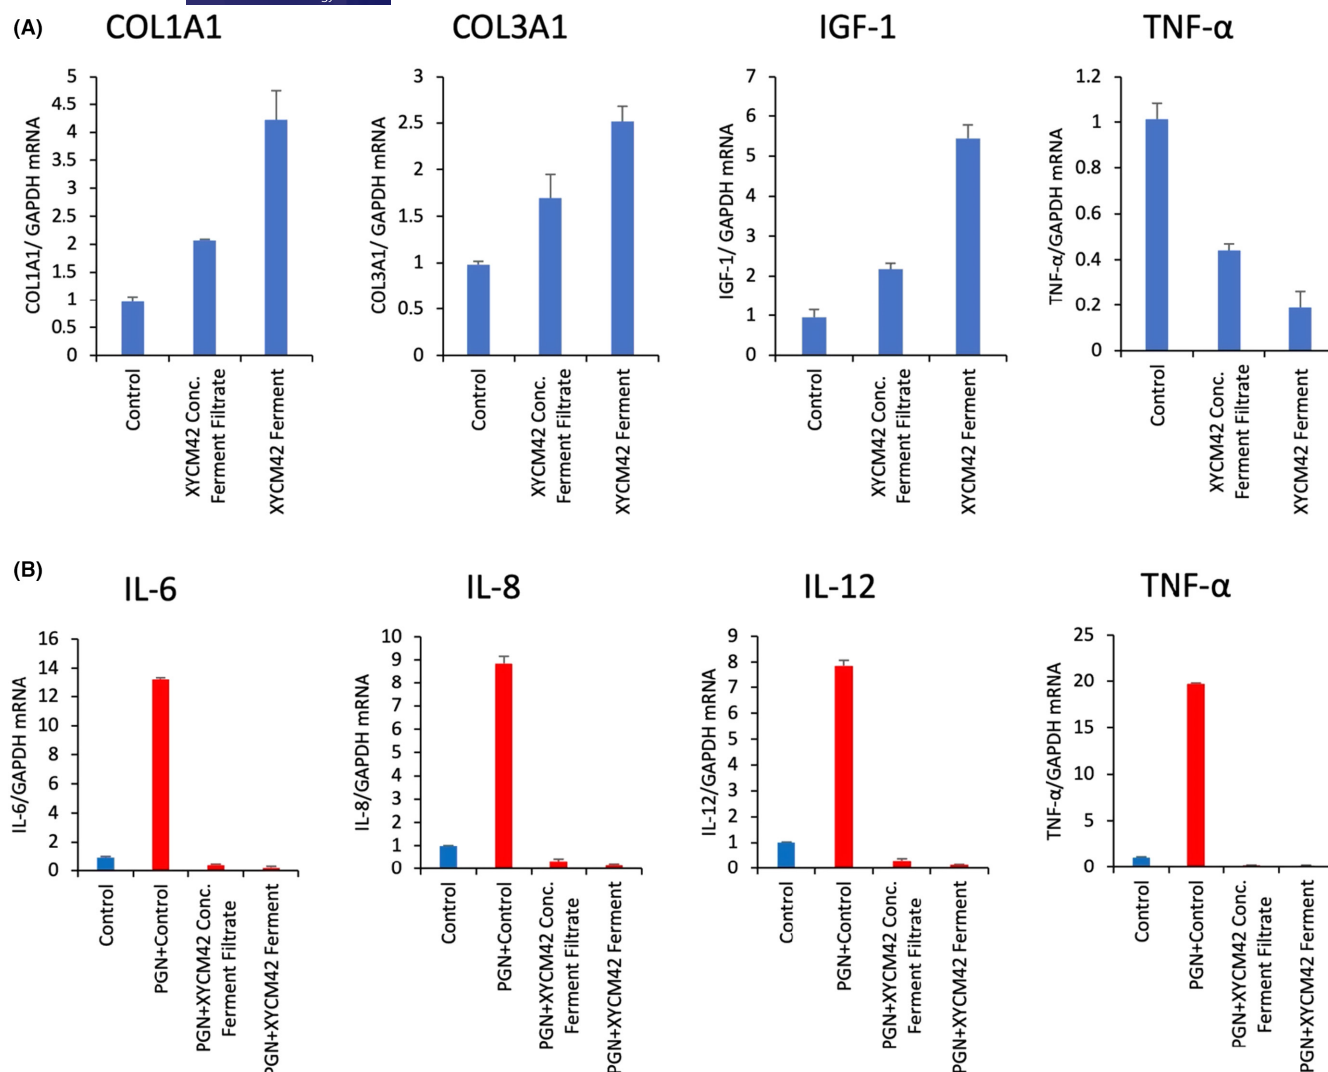 (A)
COL1A1
COL3A1
IGF-1
TNF-α
COL1A1/ GAPDH mRNA
5
4.5
4
3.5
3
2.5
2
1.5
1
0.5
0
Control
XYCM42 Conc.
Ferment Filtrate
XYCM42 Ferment
COL3A1/ GAPDH mRNA
3
2.5
2
1.5
1
0.5
0
Control
XYCM42 Conc.
Ferment Filtrate
XYCM42 Ferment
IGF-1/ GAPDH mRNA
7
6
5
4
3
2
1
0
Control
XYCM42 Conc.
Ferment Filtrate
XYCM42 Ferment
TNF-α/GAPDH mRNA
1.2
1
0.8
0.6
0.4
0.2
0
Control
XYCM42 Conc.
Ferment Filtrate
XYCM42 Ferment
(B)
IL-6
IL-8
IL-12
TNF-α
IL-6/GAPDH mRNA
16
14
12
10
8
6
4
2
0
Control
PGN+Control
PGN+XYCM42 Conc.
Ferment Filtrate
PGN+XYCM42 Ferment
IL-8/GAPDH mRNA
10
9
8
7
6
5
4
3
2
1
0
Control
PGN+Control
PGN+XYCM42 Conc.
Ferment Filtrate
PGN+XYCM42 Ferment
IL-12/GAPDH mRNA
9
8
7
6
5
4
3
2
1
0
Control
PGN+Control
PGN+XYCM42 Conc.
Ferment Filtrate
PGN+XYCM42 Ferment
TNF-α/GAPDH mRNA
25
20
15
10
5
0
Control
PGN+Control
PGN+XYCM42 Conc.
Ferment Filtrate
PGN+XYCM42 Ferment